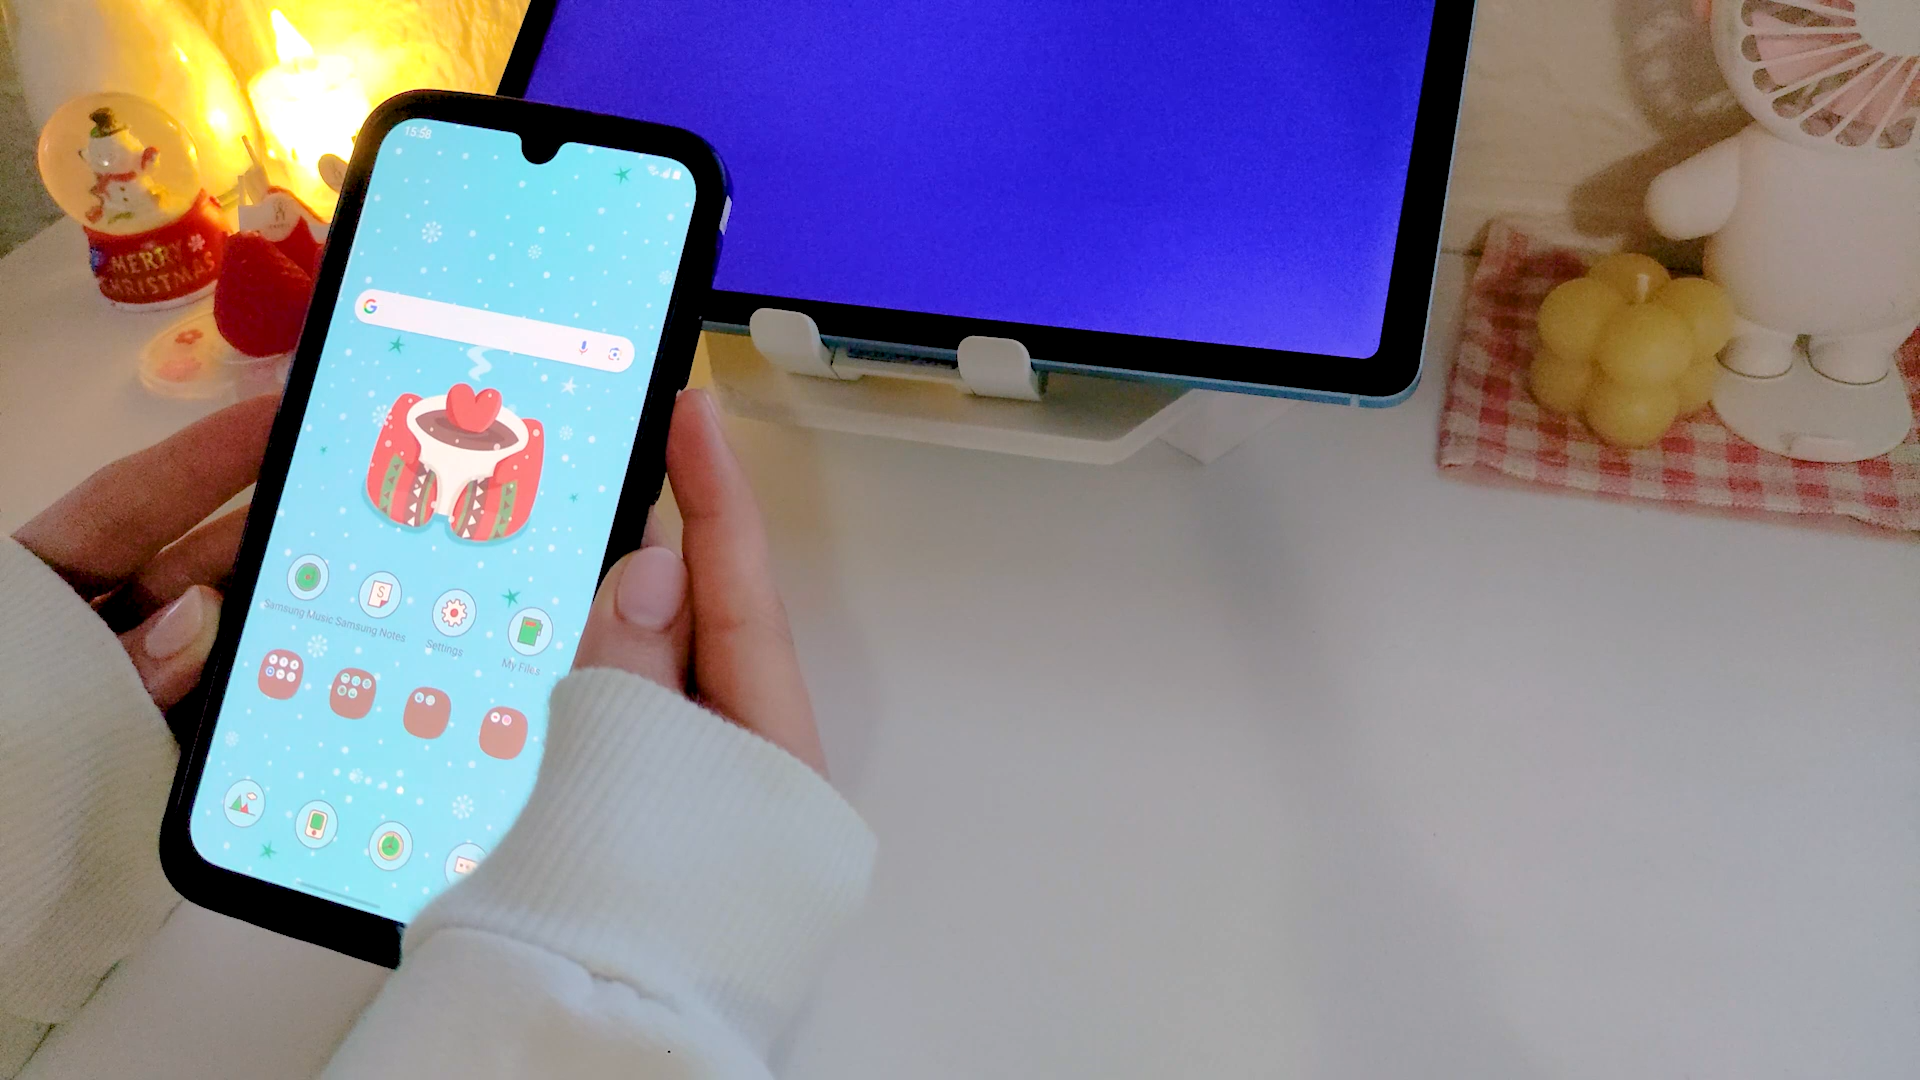 15:58
MERRY
CHRISTMAS
G
Samsung Music
Samsung Notes
S
Settings
My Files